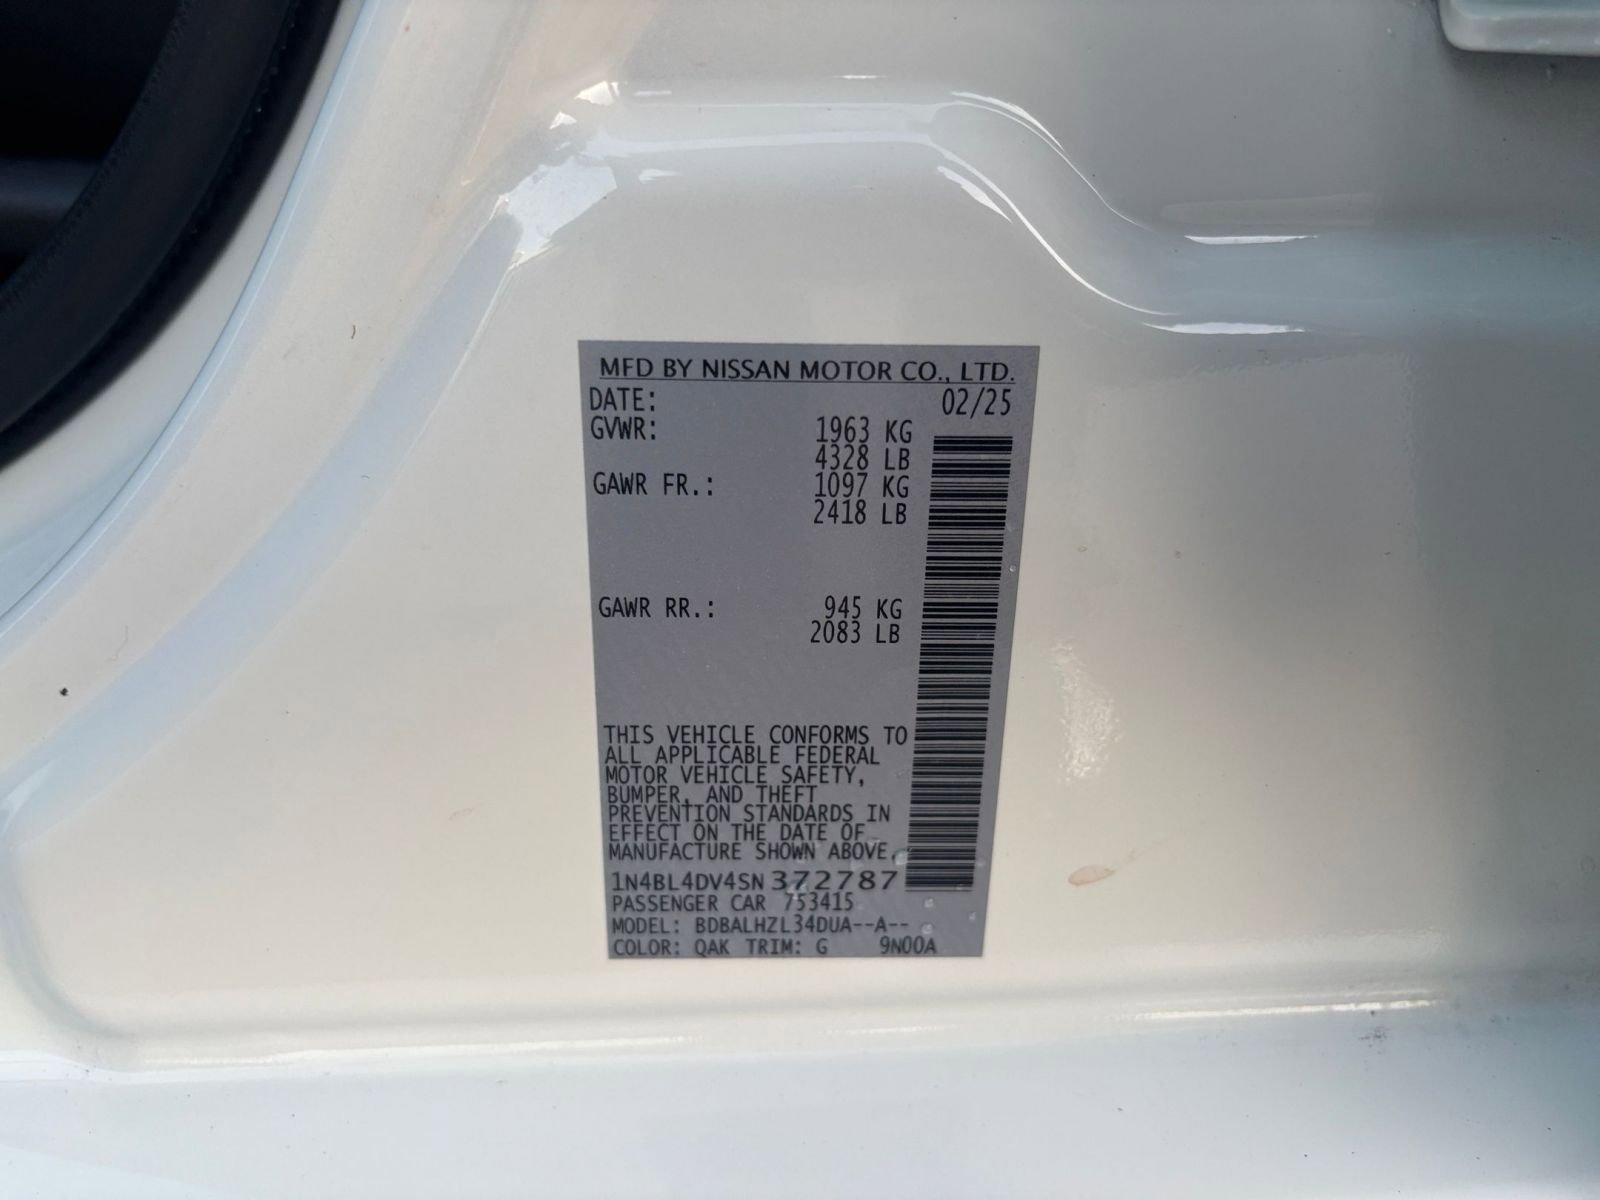 MFD BY NISSAN MOTOR CO., LTD.
DATE: 02/25
GVWR: 1963 KG
4328 LB
GAWR FR.: 1097 KG
2418 LB
GAWR RR.: 945 KG
2083 LB
THIS VEHICLE CONFORMS TO
ALL APPLICABLE FEDERAL
MOTOR VEHICLE SAFETY,
BUMPER, AND THEFT
PREVENTION STANDARDS IN
EFFECT ON THE DATE OF
MANUFACTURE SHOWN ABOVE.
1N4BL4DV4SN372787
PASSENGER CAR 753415
MODEL: BDBALHZL34DUA--A--
COLOR: QAK TRIM: G 9N00A